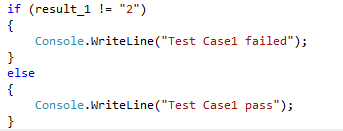 if (result_1 != "2")
{
    Console.WriteLine("Test Case1 failed");
}
else
{
    Console.WriteLine("Test Case1 pass");
}